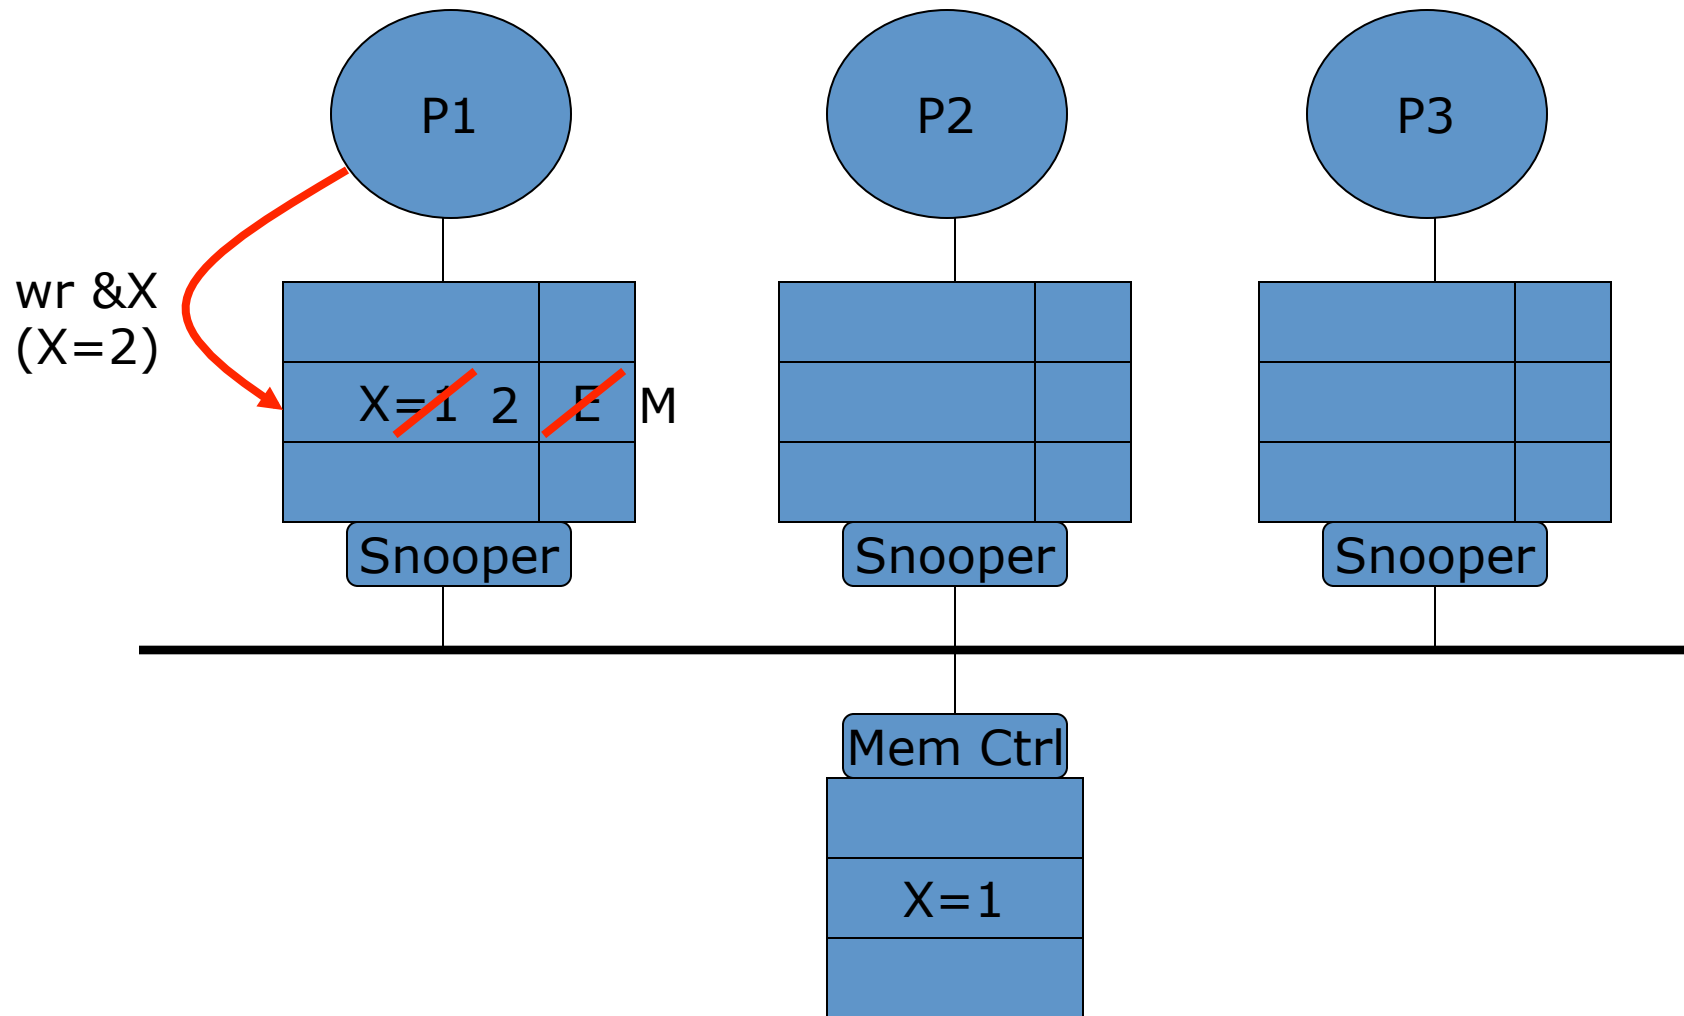 P1
P2
P3
wr &X
(X=2)
X=1 2 E M
Snooper
Snooper
Snooper
Mem Ctrl
X=1